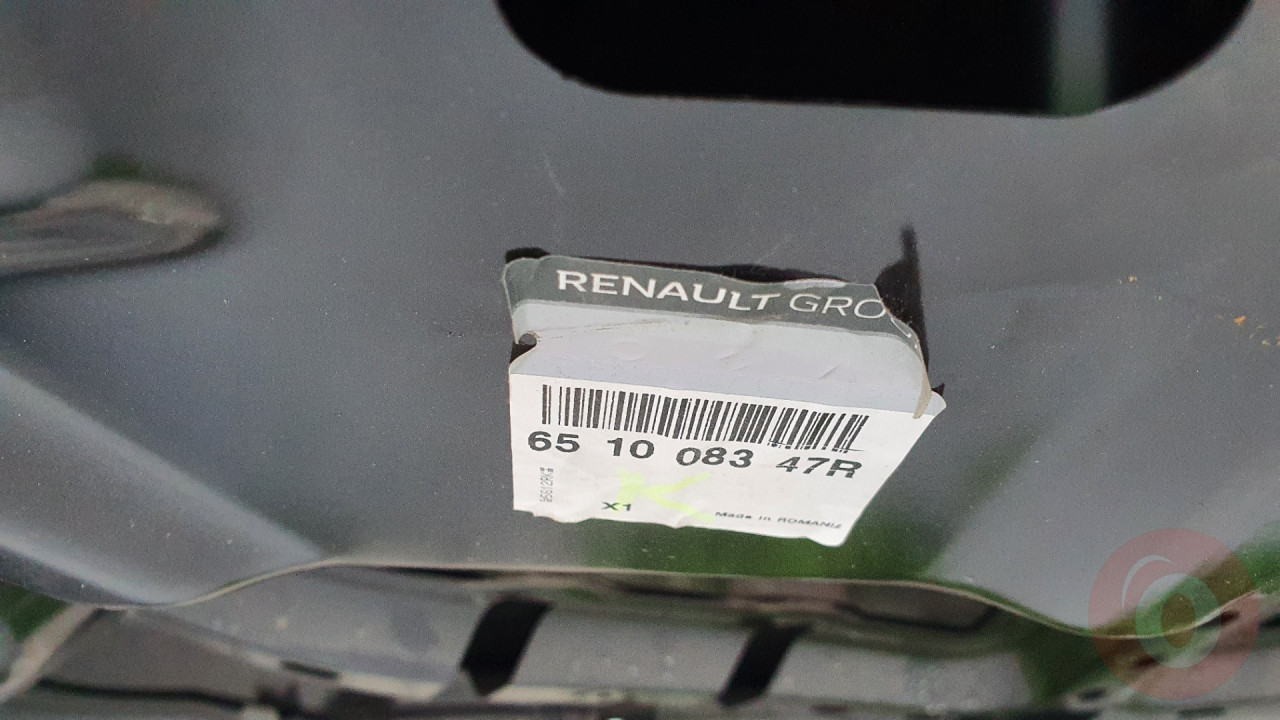 RENAULT GRO
65 10 083 47R
X1
Made in ROMANIA